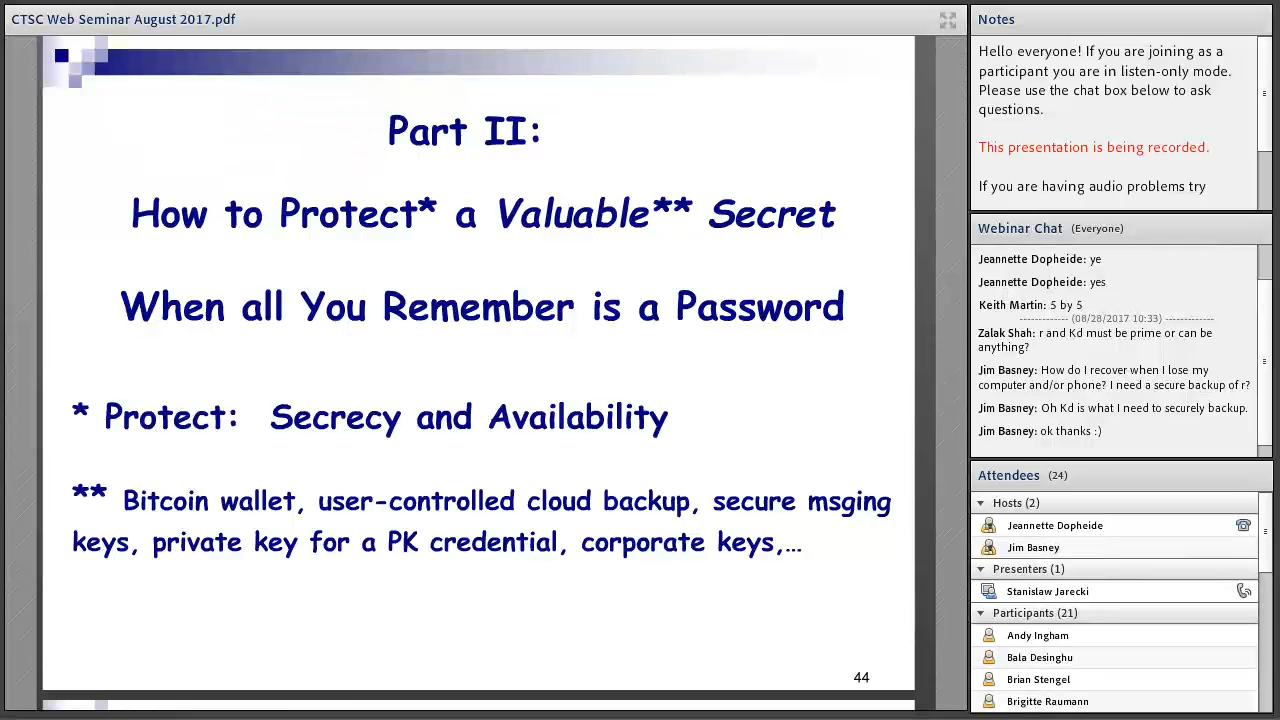 CTSC Web Seminar August 2017.pdf
Part II:
How to Protect* a Valuable** Secret
When all You Remember is a Password
* Protect: Secrecy and Availability
** Bitcoin wallet, user-controlled cloud backup, secure msging
keys, private key for a PK credential, corporate keys,...
44
Notes
Hello everyone! If you are joining as a
participant you are in listen-only mode.
Please use the chat box below to ask
questions.
This presentation is being recorded.
If you are having audio problems try
Webinar Chat (Everyone)
Jeannette Dopheide: ye
Jeannette Dopheide: yes
Keith Martin: 5 by 5
------------- (08/28/2017 10:33) -------------
Zalak Shah: r and Kd must be prime or can be
anything?
Jim Basney: How do I recover when I lose my
computer and/or phone? I need a secure backup of r?
Jim Basney: Oh Kd is what I need to securely backup.
Jim Basney: ok thanks :)
Attendees (24)
Hosts (2)
Jeannette Dopheide
Jim Basney
Presenters (1)
Stanislaw Jarecki
Participants (21)
Andy Ingham
Bala Desinghu
Brian Stengel
Brigitte Raumann